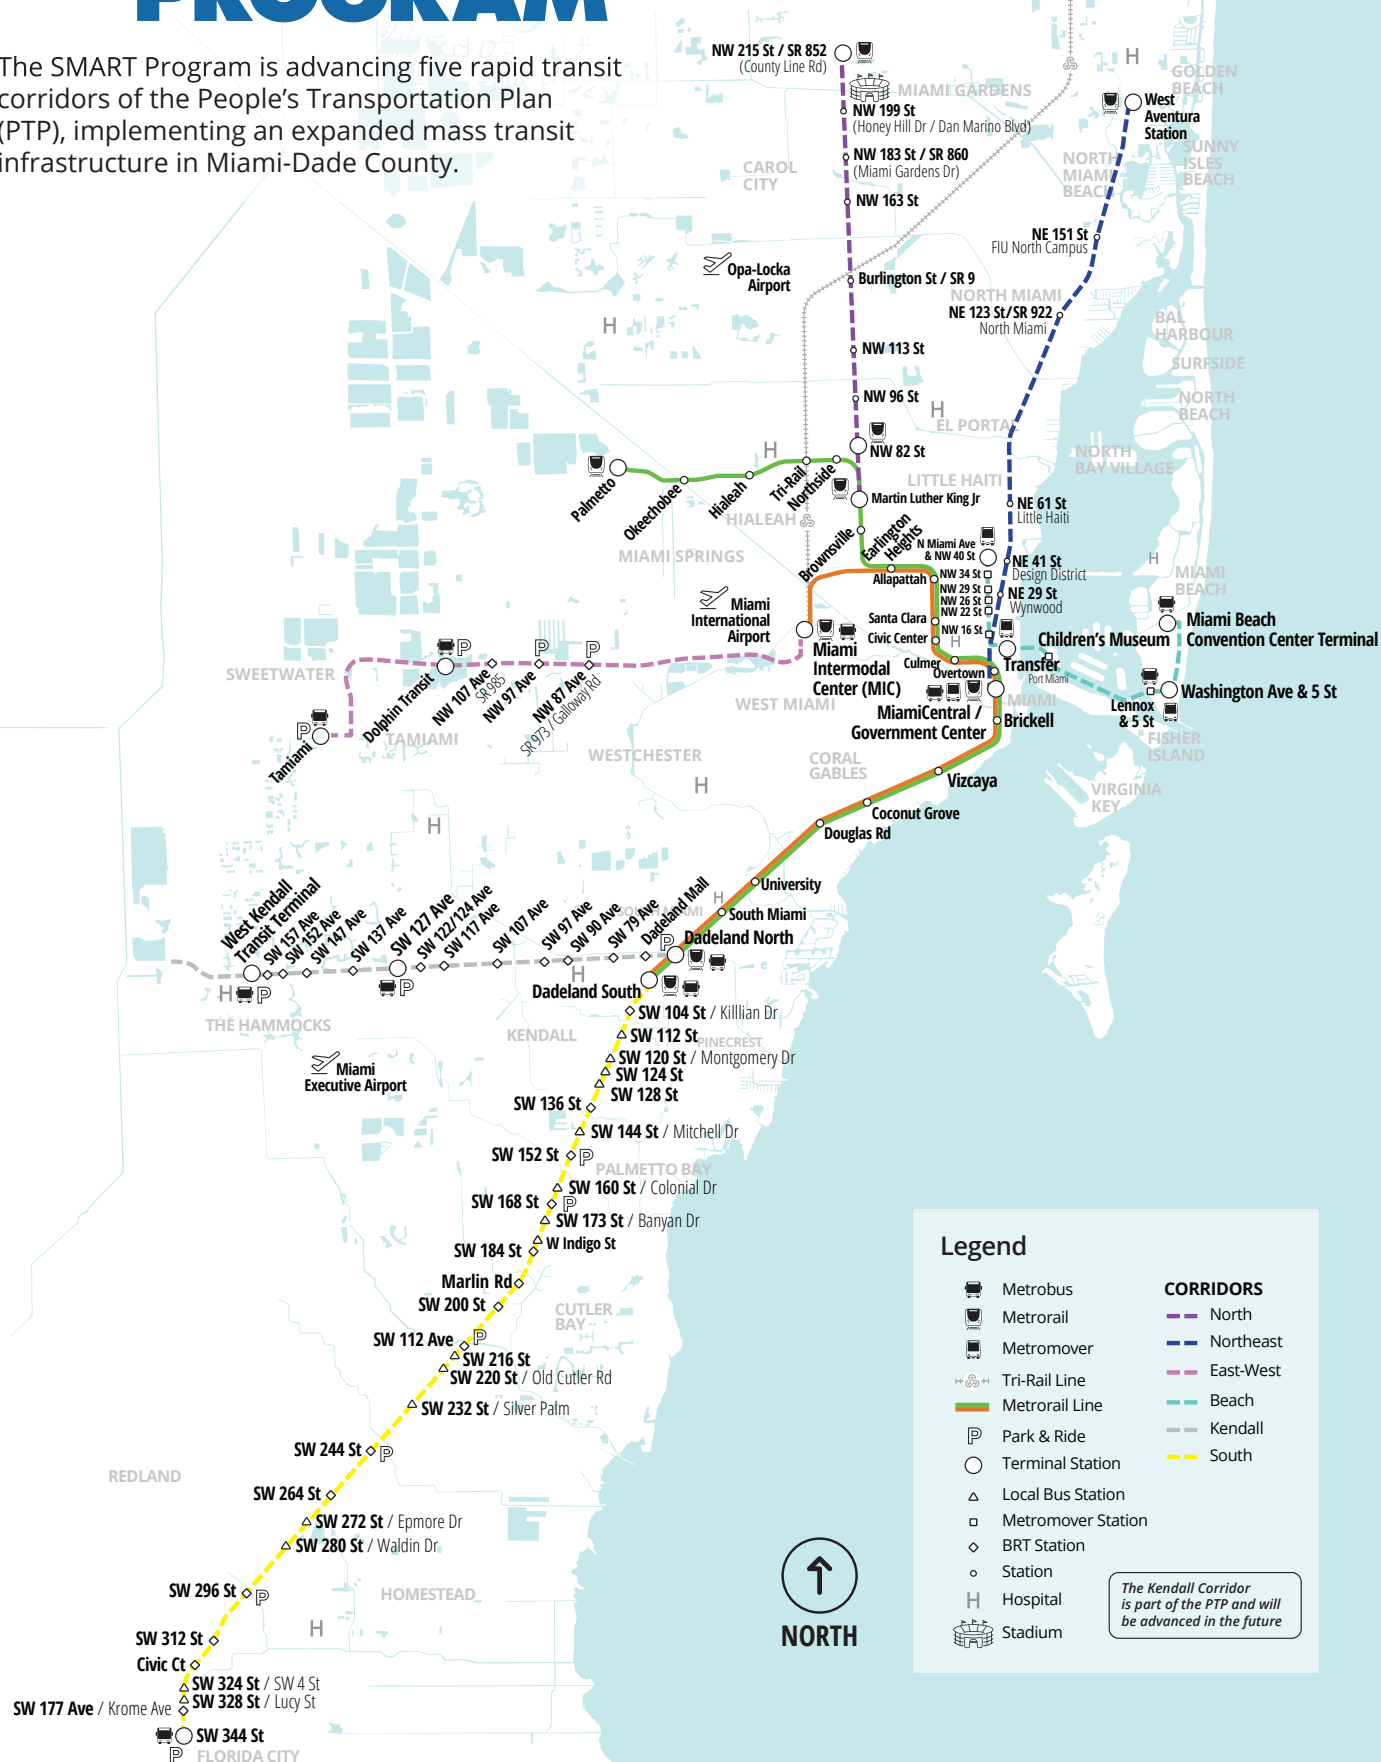 PROGRAM
The SMART Program is advancing five rapid transit
corridors of the People's Transportation Plan
(PTP), implementing an expanded mass transit
infrastructure in Miami-Dade County.
NW 215 St / SR 852
(County Line Rd)
MIAMI GARDENS
NW 199 St
(Honey Hill Dr / Dan Marino Blvd)
NW 183 St / SR 860
(Miami Gardens Dr)
CAROL
CITY
NW 163 St
H
GOLDEN
BEACH
West
Aventura
Station
SUNNY
ISLES
BEACH
NORTH
MIAMI
BEACH
NE 151 St
FIU North Campus
Opa-Locka
Airport
Burlington St / SR 9
NORTH MIAMI
NE 123 St/SR 922
North Miami
BAL
HARBOUR
SURFSIDE
H
NW 113 St
NW 96 St
H
EL PORTAL
NORTH
BEACH
NW 82 St
NORTH
BAY VILLAGE
H
LITTLE HAITI
Palmetto
Okeechobee
Hialeah
Tri-Rail
Northside
Martin Luther King Jr
HIALEAH
NE 61 St
Little Haiti
MIAMI SPRINGS
Brownsville
Earlington
Heights
N Miami Ave
& NW 40 St
Allapattah
NW 34 St
NW 29 St
NW 26 St
NW 22 St
NE 41 St
Design District
NE 29 St
Wynwood
H
MIAMI
BEACH
Miami
International
Airport
Santa Clara
Civic Center
NW 16 St
H
Miami Beach
Convention Center Terminal
Children's Museum
Miami
Intermodal
Center (MIC)
Culmer
Overtown
Transfer
Port Miami
SWEETWATER
P
P
P
Dolphin Transit
NW 107 Ave
SR 985
NW 97 Ave
NW 87 Ave
SR 973 / Galloway Rd
WEST MIAMI
MIAMI
MiamiCentral /
Government Center
Brickell
Lennox
& 5 St
Washington Ave & 5 St
P
Tamiami
TAMIAMI
WESTCHESTER
FISHER
ISLAND
CORAL
GABLES
H
Vizcaya
VIRGINIA
KEY
Coconut Grove
Douglas Rd
H
University
South Miami
H
SOUTH MIAMI
West Kendall
Transit Terminal
SW 157 Ave
SW 152 Ave
SW 147 Ave
SW 137 Ave
SW 127 Ave
SW 122/124 Ave
SW 117 Ave
SW 107 Ave
SW 97 Ave
SW 90 Ave
SW 79 Ave
Dadeland Mall
P
Dadeland North
H
P
P
H
Dadeland South
THE HAMMOCKS
KENDALL
SW 104 St / Killlian Dr
SW 112 St
PINECREST
SW 120 St / Montgomery Dr
SW 124 St
SW 128 St
Miami
Executive Airport
SW 136 St
SW 144 St / Mitchell Dr
SW 152 St
P
PALMETTO BAY
SW 160 St / Colonial Dr
SW 168 St
P
SW 173 St / Banyan Dr
W Indigo St
SW 184 St
Marlin Rd
SW 200 St
CUTLER
BAY
SW 112 Ave
P
SW 216 St
SW 220 St / Old Cutler Rd
SW 232 St / Silver Palm
SW 244 St
P
REDLAND
SW 264 St
SW 272 St / Epmore Dr
SW 280 St / Waldin Dr
SW 296 St
P
HOMESTEAD
H
SW 312 St
Civic Ct
SW 324 St / SW 4 St
SW 328 St / Lucy St
SW 177 Ave / Krome Ave
SW 344 St
P
FLORIDA CITY
NORTH
Legend
Metrobus
Metrorail
Metromover
Tri-Rail Line
Metrorail Line
P Park & Ride
Terminal Station
Local Bus Station
Metromover Station
BRT Station
Station
H Hospital
Stadium
CORRIDORS
North
Northeast
East-West
Beach
Kendall
South
The Kendall Corridor
is part of the PTP and will
be advanced in the future